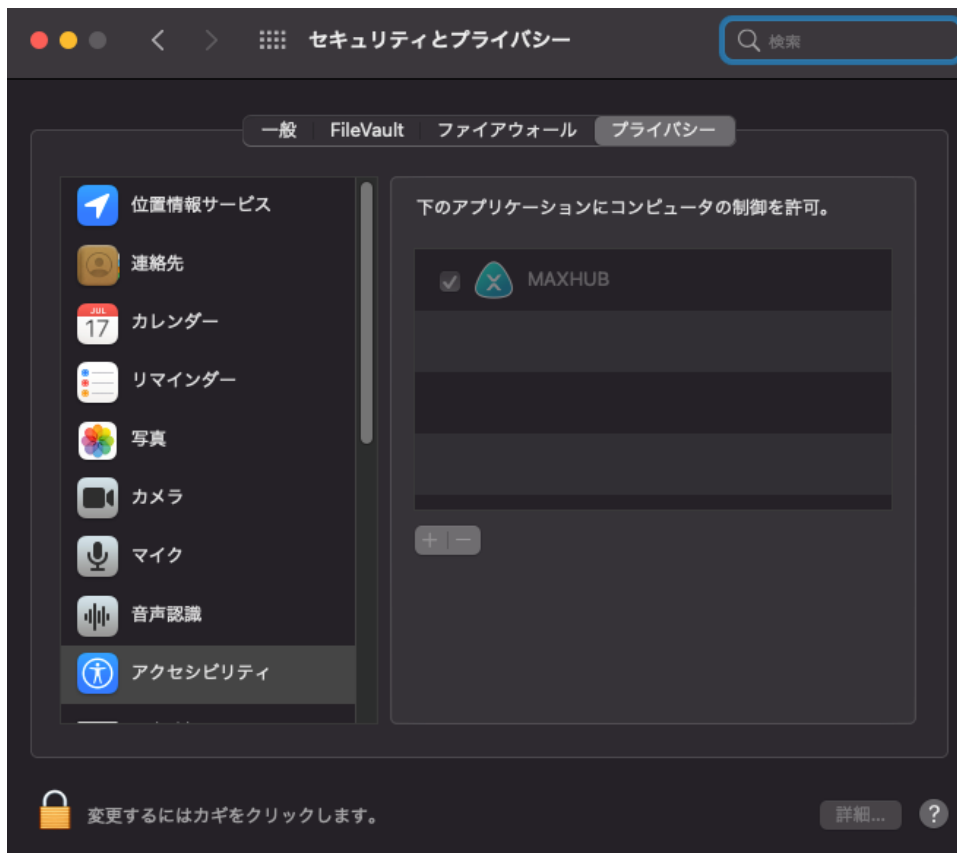 セキュリティとプライバシー
検索
一般 FileVault ファイアウォール プライバシー
位置情報サービス
連絡先
JUL
17
カレンダー
リマインダー
写真
カメラ
マイク
音声認識
アクセシビリティ
下のアプリケーションにコンピュータの制御を許可。
MAXHUB
変更するにはカギをクリックします。
詳細...
?